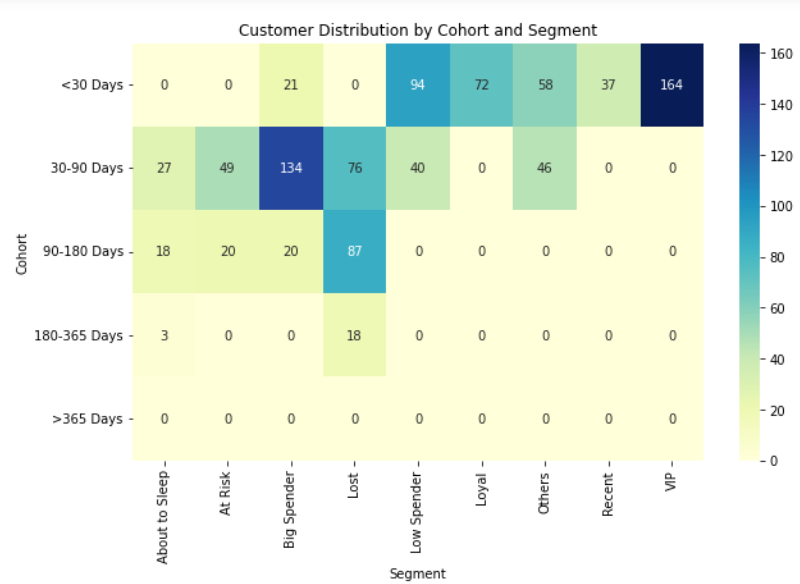 Customer Distribution by Cohort and Segment
<30 Days 0 0 21 0 94 72 58 37 164
30-90 Days 27 49 134 76 40 0 46 0 0
90-180 Days 18 20 20 87 0 0 0 0 0
180-365 Days 3 0 0 18 0 0 0 0 0
>365 Days 0 0 0 0 0 0 0 0 0
Cohort
About to Sleep
At Risk
Big Spender
Lost
Low Spender
Loyal
Others
Recent
VIP
Segment
160
140
120
100
80
60
40
20
0